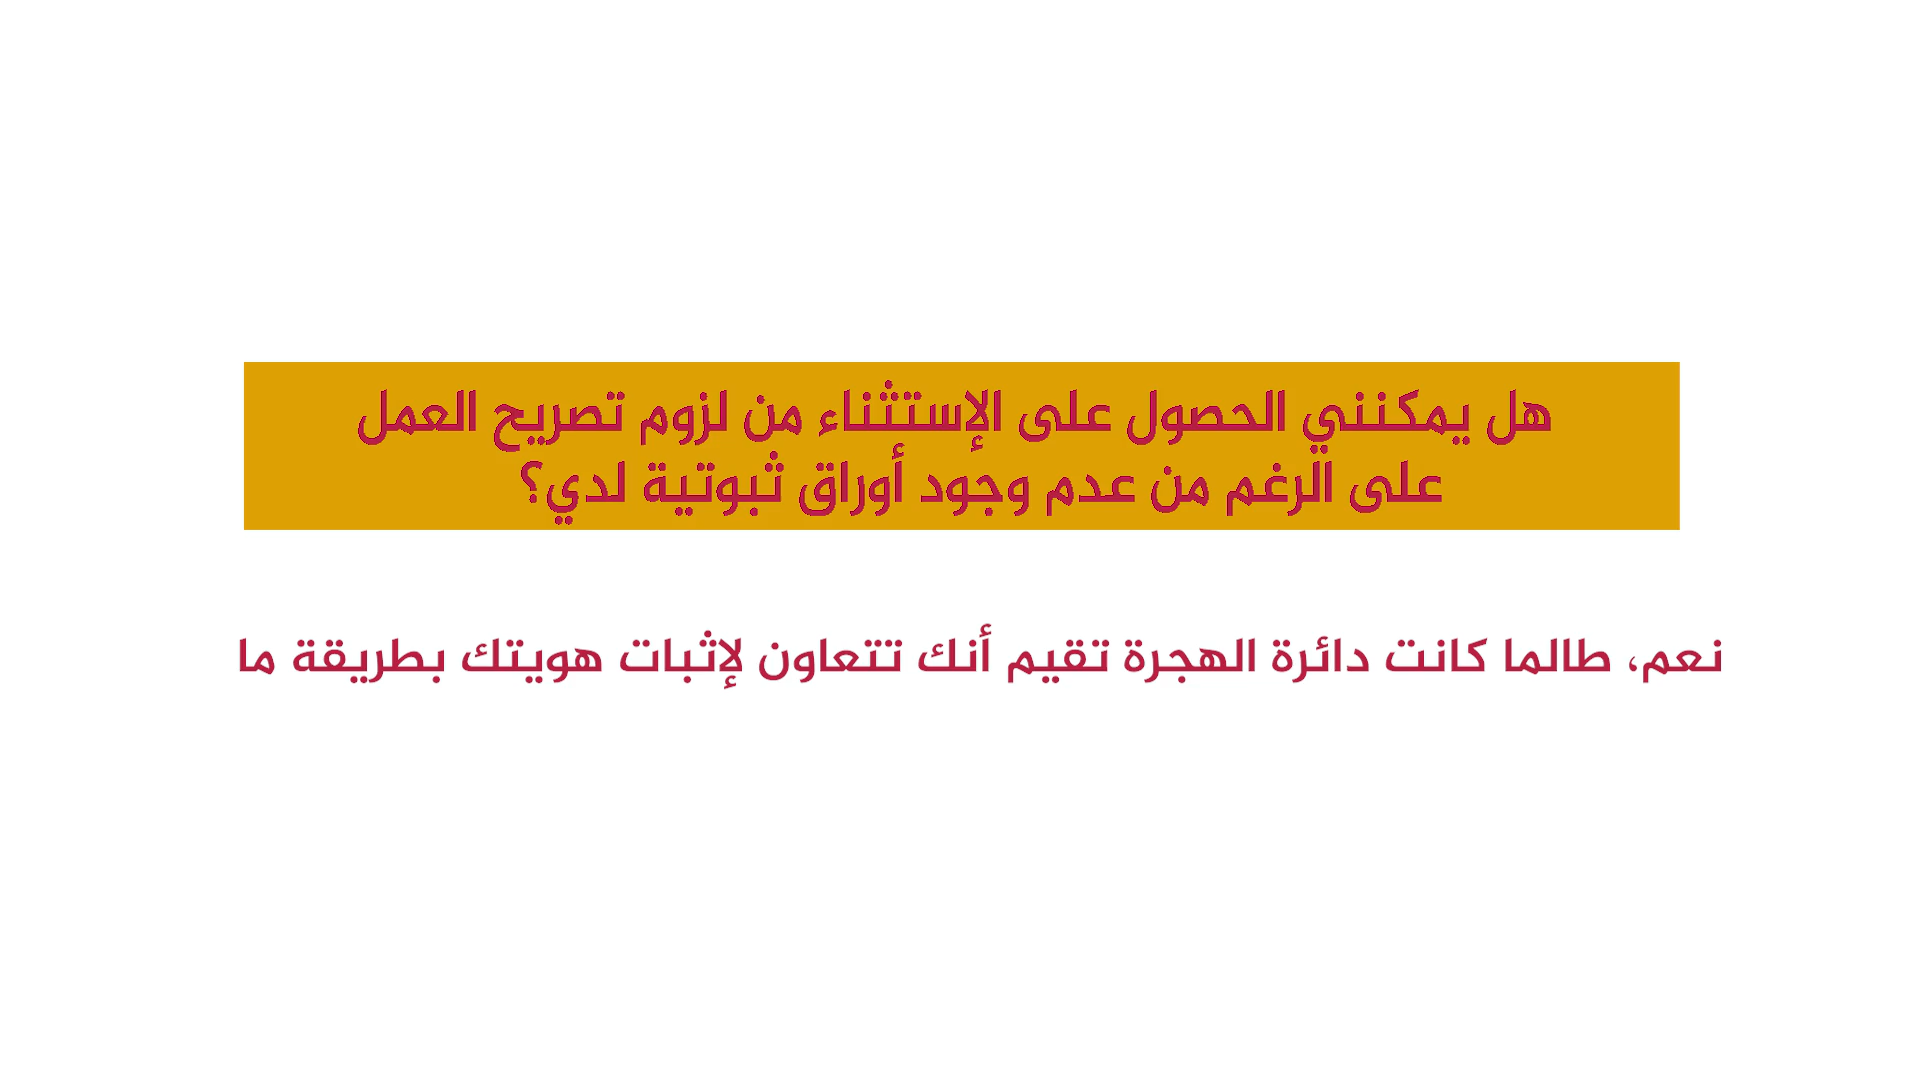 هل يمكنني الحصول على الإستثناء من لزوم تصريح العمل
على الرغم من عدم وجود أوراق ثبوتية لدي؟
نعم، طالما كانت دائرة الهجرة تقيم أنك تتعاون لإثبات هويتك بطريقة ما